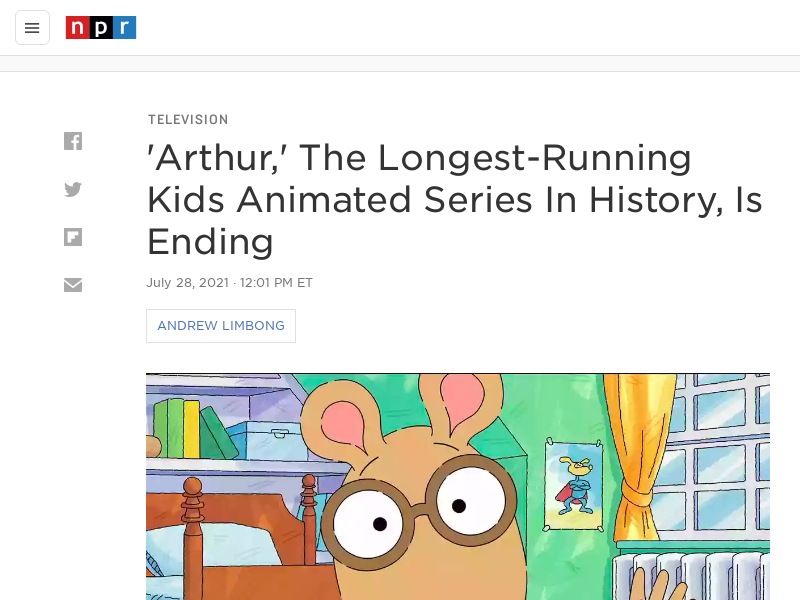 npr
TELEVISION
'Arthur,' The Longest-Running
Kids Animated Series In History, Is
Ending
July 28, 2021 · 12:01 PM ET
ANDREW LIMBONG